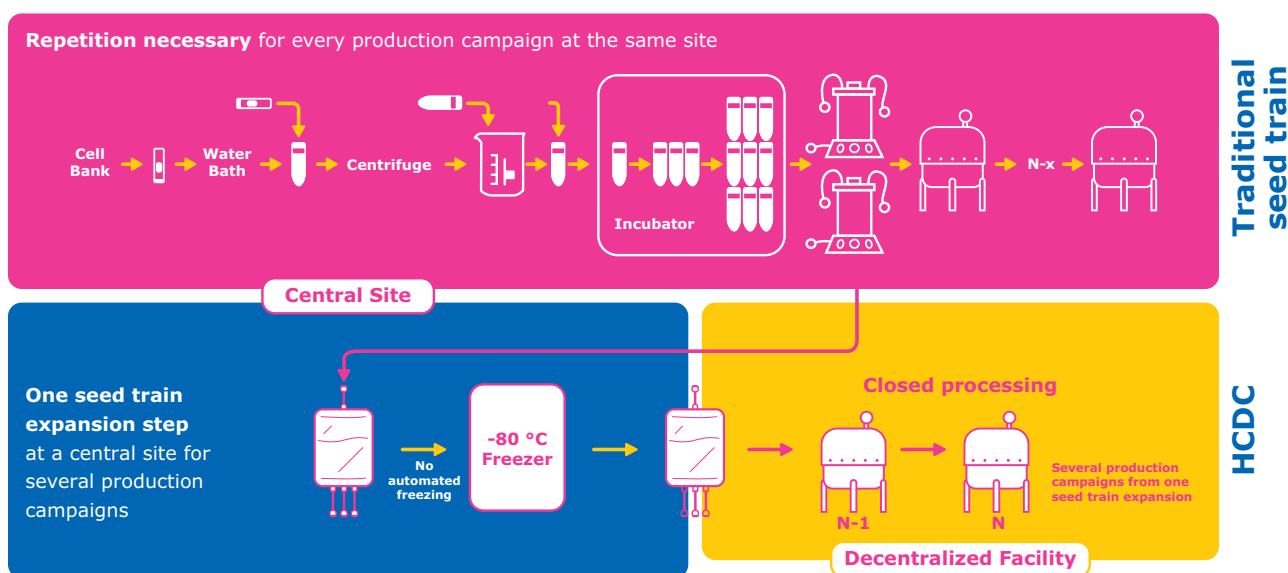 Repetition necessary for every production campaign at the same site
Cell
Bank
Water
Bath
Centrifuge
Incubator
N-x
Traditional
seed train
Central Site
One seed train
expansion step
at a central site for
several production
campaigns
No
automated
freezing
-80 °C
Freezer
Closed processing
N-1
N
Several production
campaigns from one
seed train expansion
Decentralized Facility
HCDC